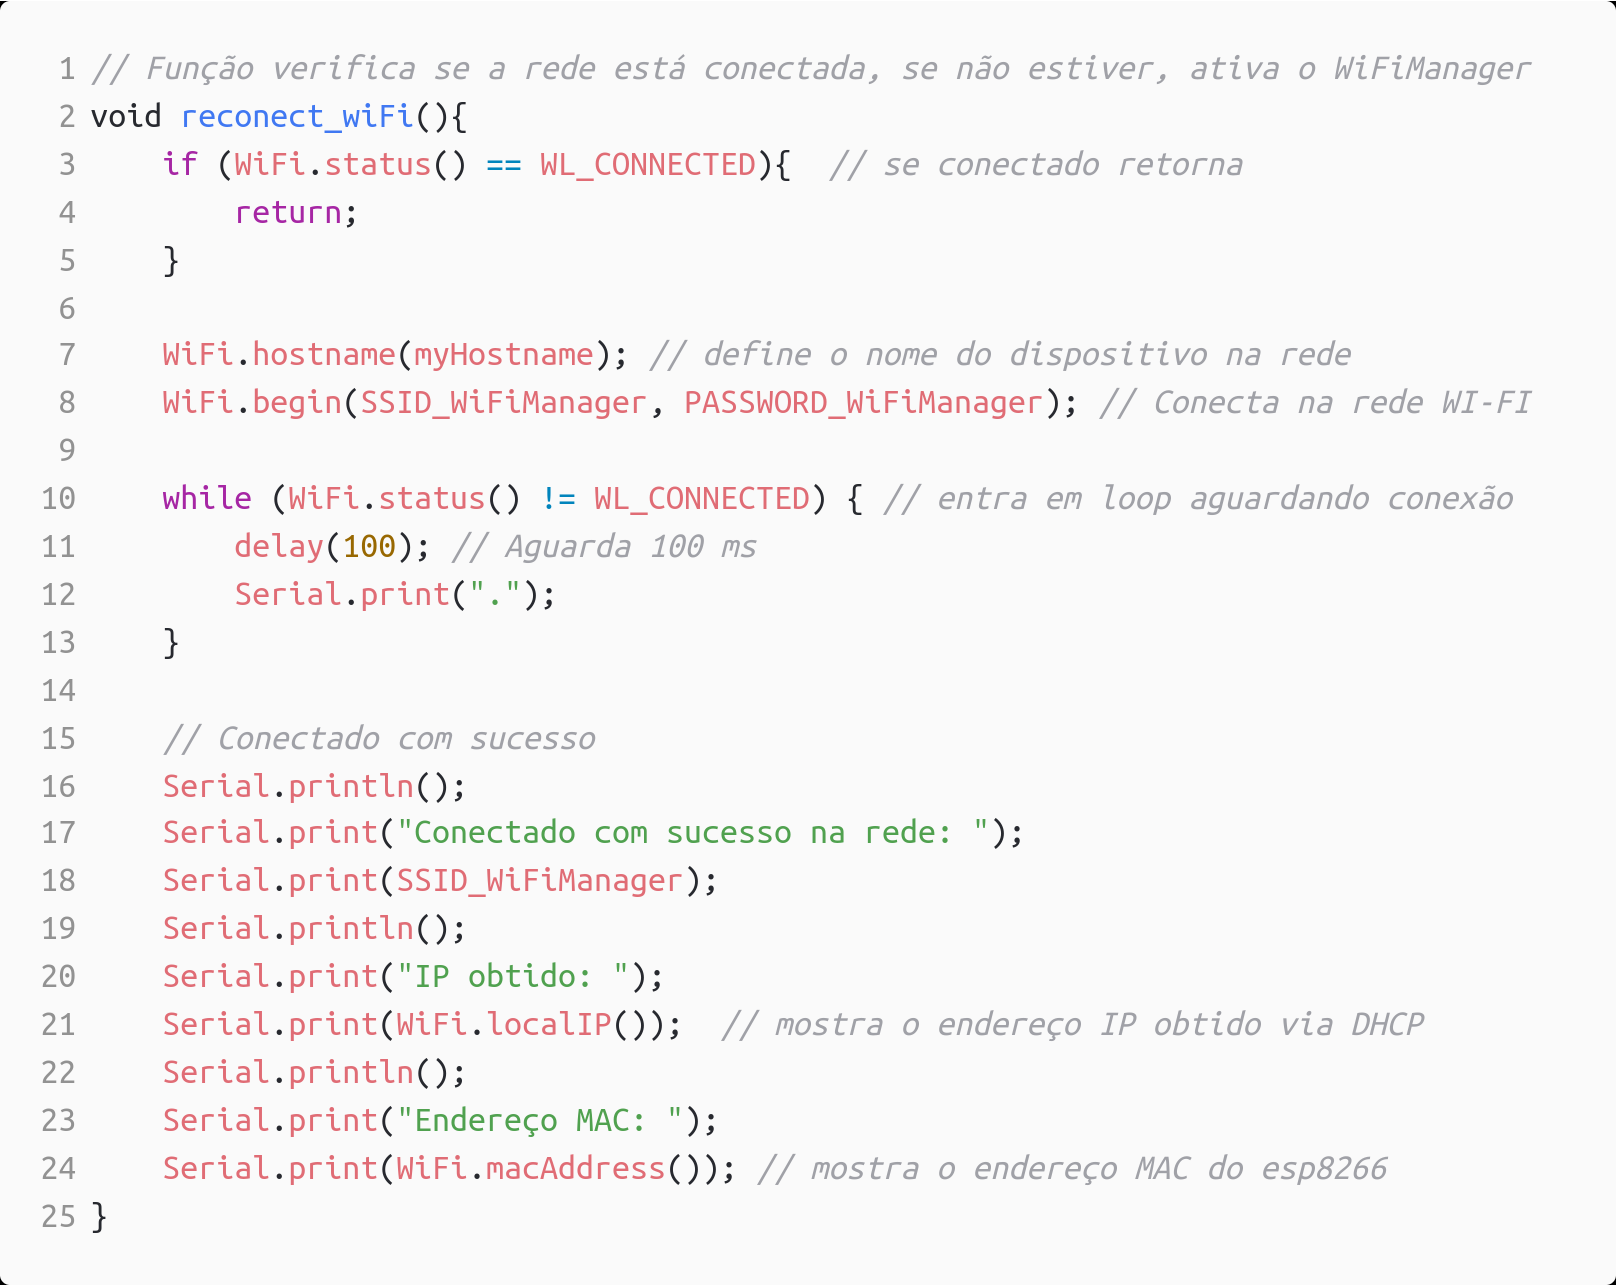 1 // Função verifica se a rede está conectada, se não estiver, ativa o WiFiManager
2 void reconect_wiFi(){
3     if (WiFi.status() == WL_CONNECTED){  // se conectado retorna
4         return;
5     }
6
7     WiFi.hostname(myHostname); // define o nome do dispositivo na rede
8     WiFi.begin(SSID_WiFiManager, PASSWORD_WiFiManager); // Conecta na rede WI-FI
9
10     while (WiFi.status() != WL_CONNECTED) { // entra em loop aguardando conexão
11         delay(100); // Aguarda 100 ms
12         Serial.print(".");
13     }
14
15     // Conectado com sucesso
16     Serial.println();
17     Serial.print("Conectado com sucesso na rede: ");
18     Serial.print(SSID_WiFiManager);
19     Serial.println();
20     Serial.print("IP obtido: ");
21     Serial.print(WiFi.localIP());  // mostra o endereço IP obtido via DHCP
22     Serial.println();
23     Serial.print("Endereço MAC: ");
24     Serial.print(WiFi.macAddress()); // mostra o endereço MAC do esp8266
25 }